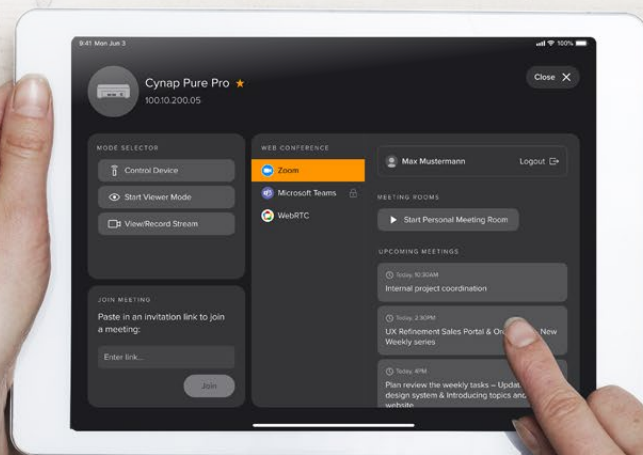 9:41 Mon Jun 3
100%
Cynap Pure Pro
100.10.200.05
Close
MODE SELECTOR
Control Device
Start Viewer Mode
View/Record Stream
JOIN MEETING
Paste in an invitation link to join
a meeting:
Enter link...
Join
WEB CONFERENCE
Zoom
Microsoft Teams
WebRTC
Max Mustermann
Logout
MEETING ROOMS
Start Personal Meeting Room
UPCOMING MEETINGS
Today, 10:30AM
Internal project coordination
Today, 2:30PM
UX Refinement Sales Portal & New
Weekly series
Today, 4PM
Plan review the weekly tasks –
design system & Introducing topics and
website